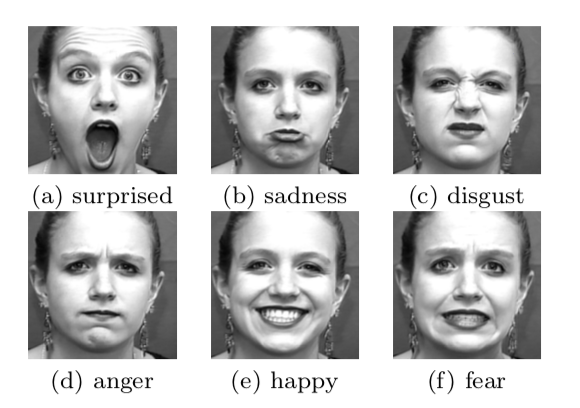 (a) surprised (b) sadness (c) disgust
(d) anger (e) happy (f) fear